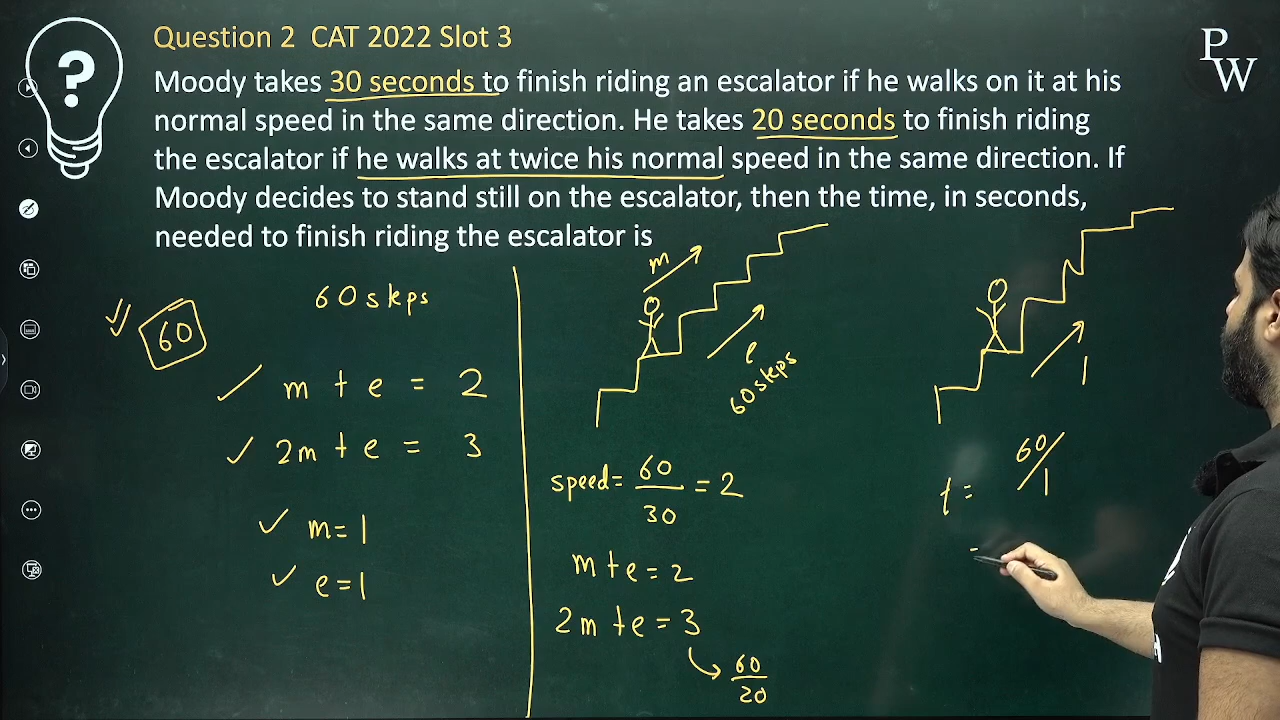 Question 2 CAT 2022 Slot 3
P
W
?
Moody takes 30 seconds to finish riding an escalator if he walks on it at his
normal speed in the same direction. He takes 20 seconds to finish riding
the escalator if he walks at twice his normal speed in the same direction. If
Moody decides to stand still on the escalator, then the time, in seconds,
needed to finish riding the escalator is
60 steps
60
m + e = 2
2m + e = 3
m = 1
e = 1
m
e
60 steps
speed = 60/30 = 2
m + e = 2
2m + e = 3
60/20
1
t = 60/1
=